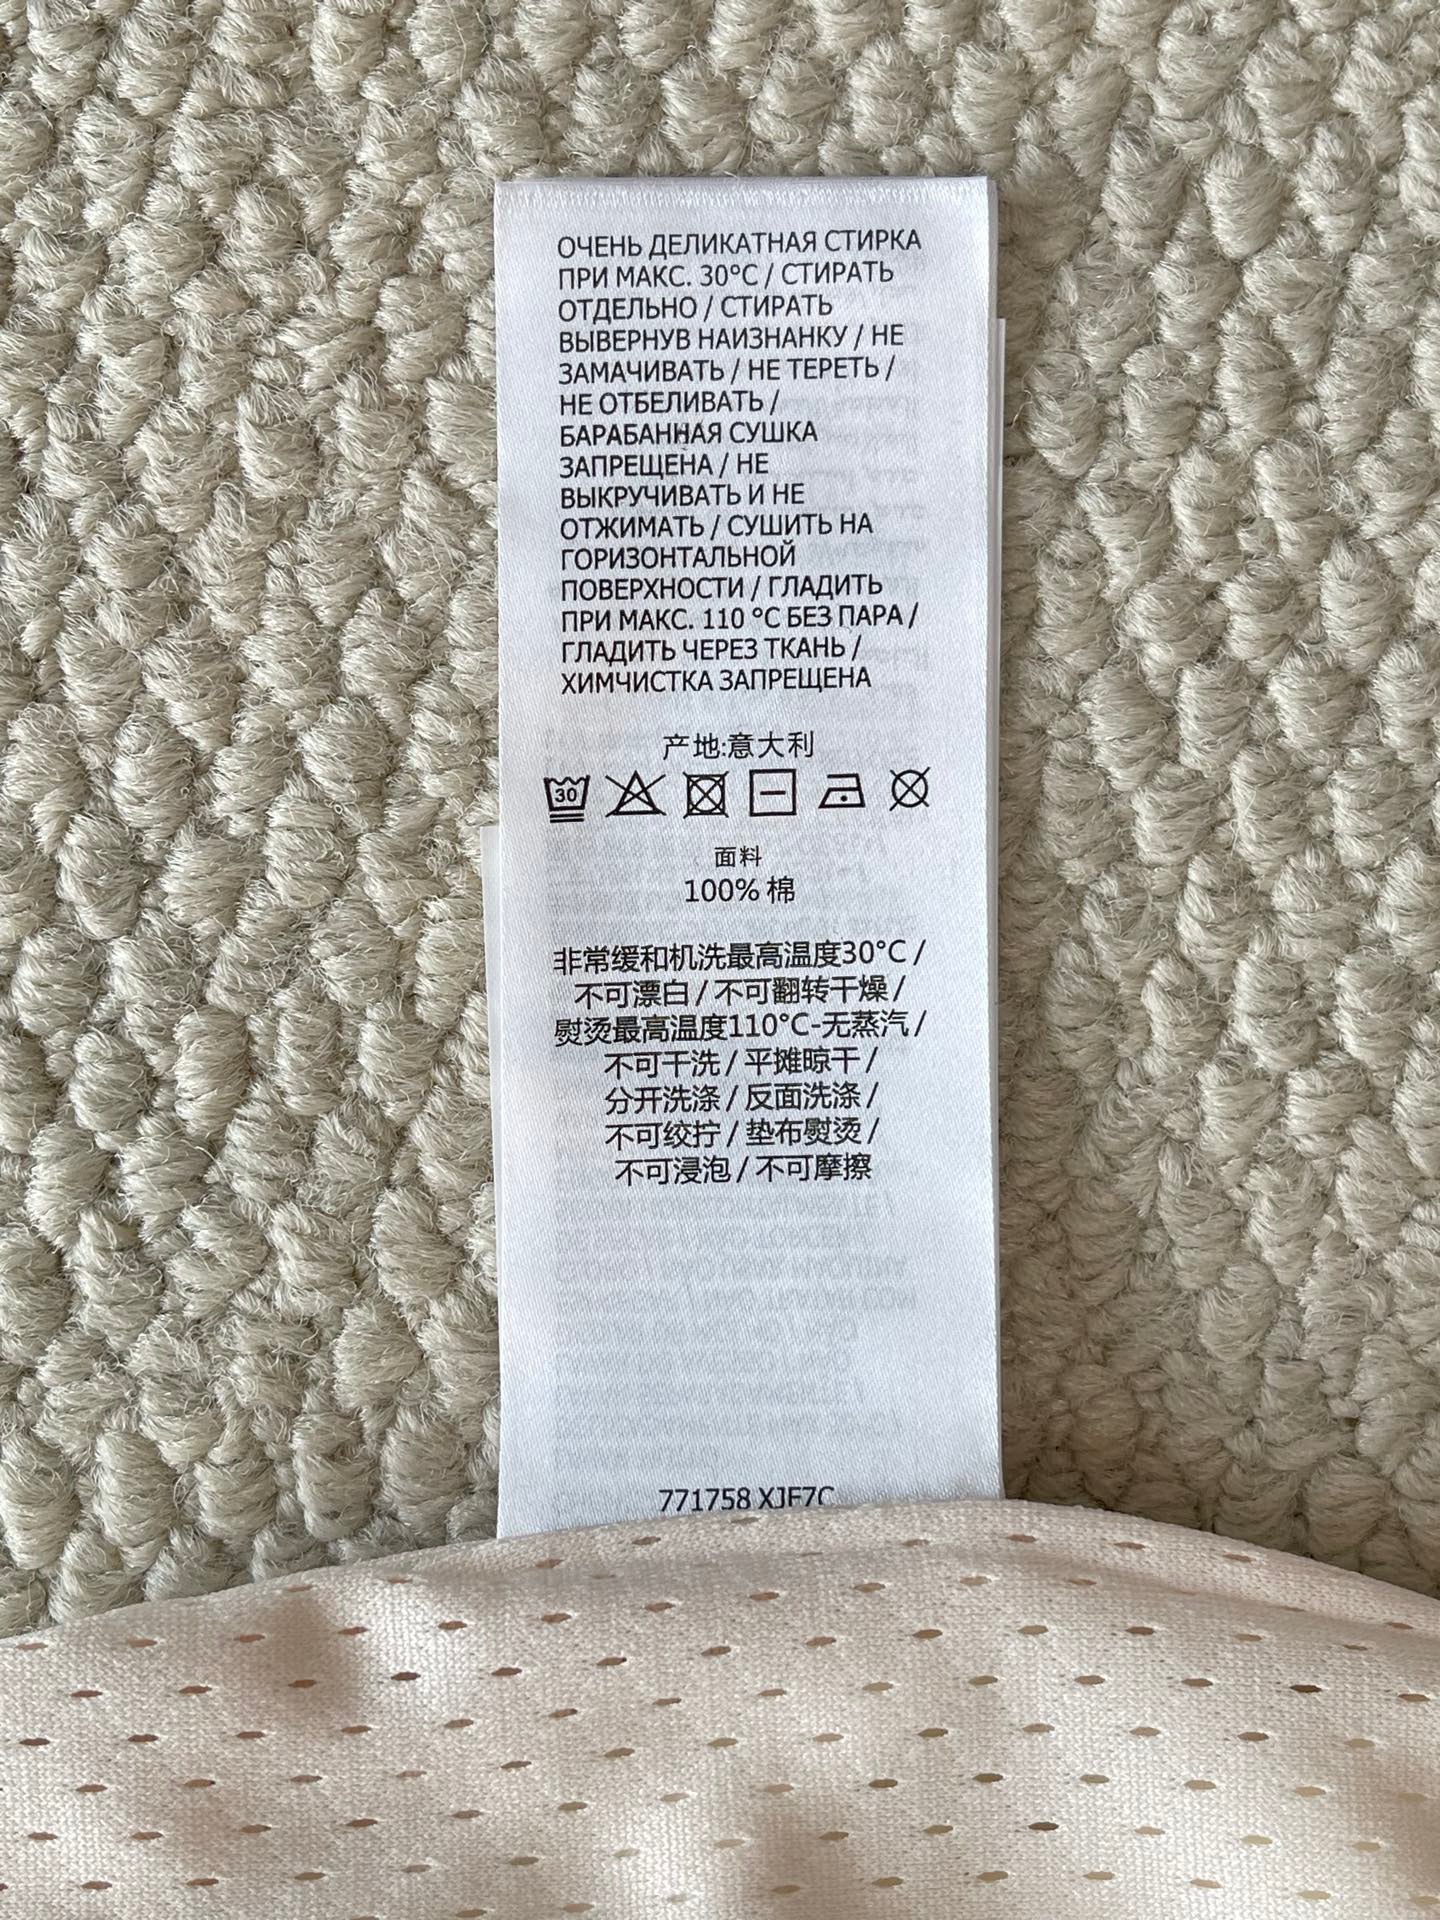 ОЧЕНЬ ДЕЛИКАТНАЯ СТИРКА
ПРИ МАКС. 30°C / СТИРАТЬ
ОТДЕЛЬНО / СТИРАТЬ
ВЫВЕРНУВ НАИЗНАНКУ / НЕ
ЗАМАЧИВАТЬ / НЕ ТЕРЕТЬ /
НЕ ОТБЕЛИВАТЬ /
БАРАБАННАЯ СУШКА
ЗАПРЕЩЕНА / НЕ
ВЫКРУЧИВАТЬ И НЕ
ОТЖИМАТЬ / СУШИТЬ НА
ГОРИЗОНТАЛЬНОЙ
ПОВЕРХНОСТИ / ГЛАДИТЬ
ПРИ МАКС. 110 °C БЕЗ ПАРА /
ГЛАДИТЬ ЧЕРЕЗ ТКАНЬ /
ХИМЧИСТКА ЗАПРЕЩЕНА
产地:意大利
30
面料
100% 棉
非常缓和机洗最高温度30°C /
不可漂白 / 不可翻转干燥 /
熨烫最高温度110°C-无蒸汽 /
不可干洗 / 平摊晾干 /
分开洗涤 / 反面洗涤 /
不可绞拧 / 垫布熨烫 /
不可浸泡 / 不可摩擦
771758 XJF7C